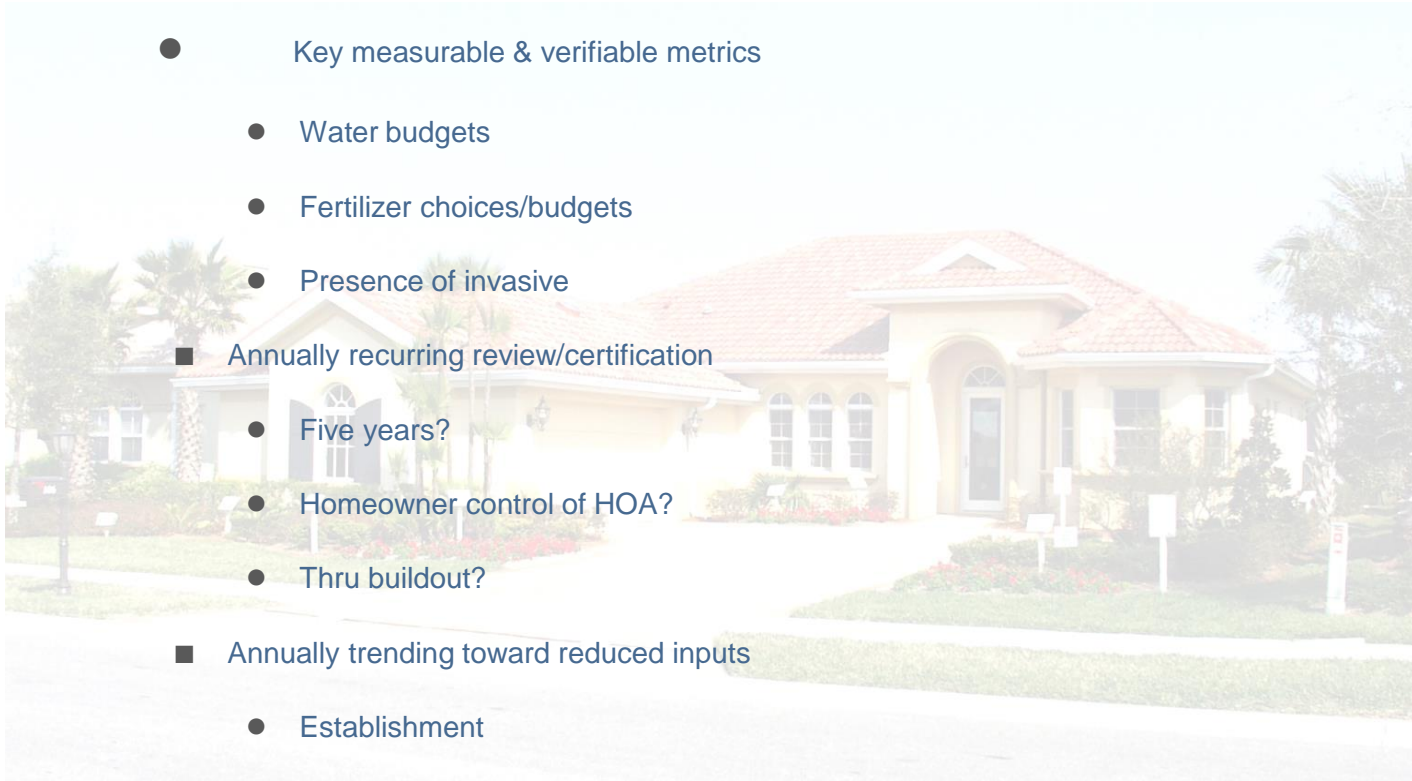 ● Key measurable & verifiable metrics
● Water budgets
● Fertilizer choices/budgets
● Presence of invasive
■ Annually recurring review/certification
● Five years?
● Homeowner control of HOA?
● Thru buildout?
■ Annually trending toward reduced inputs
● Establishment